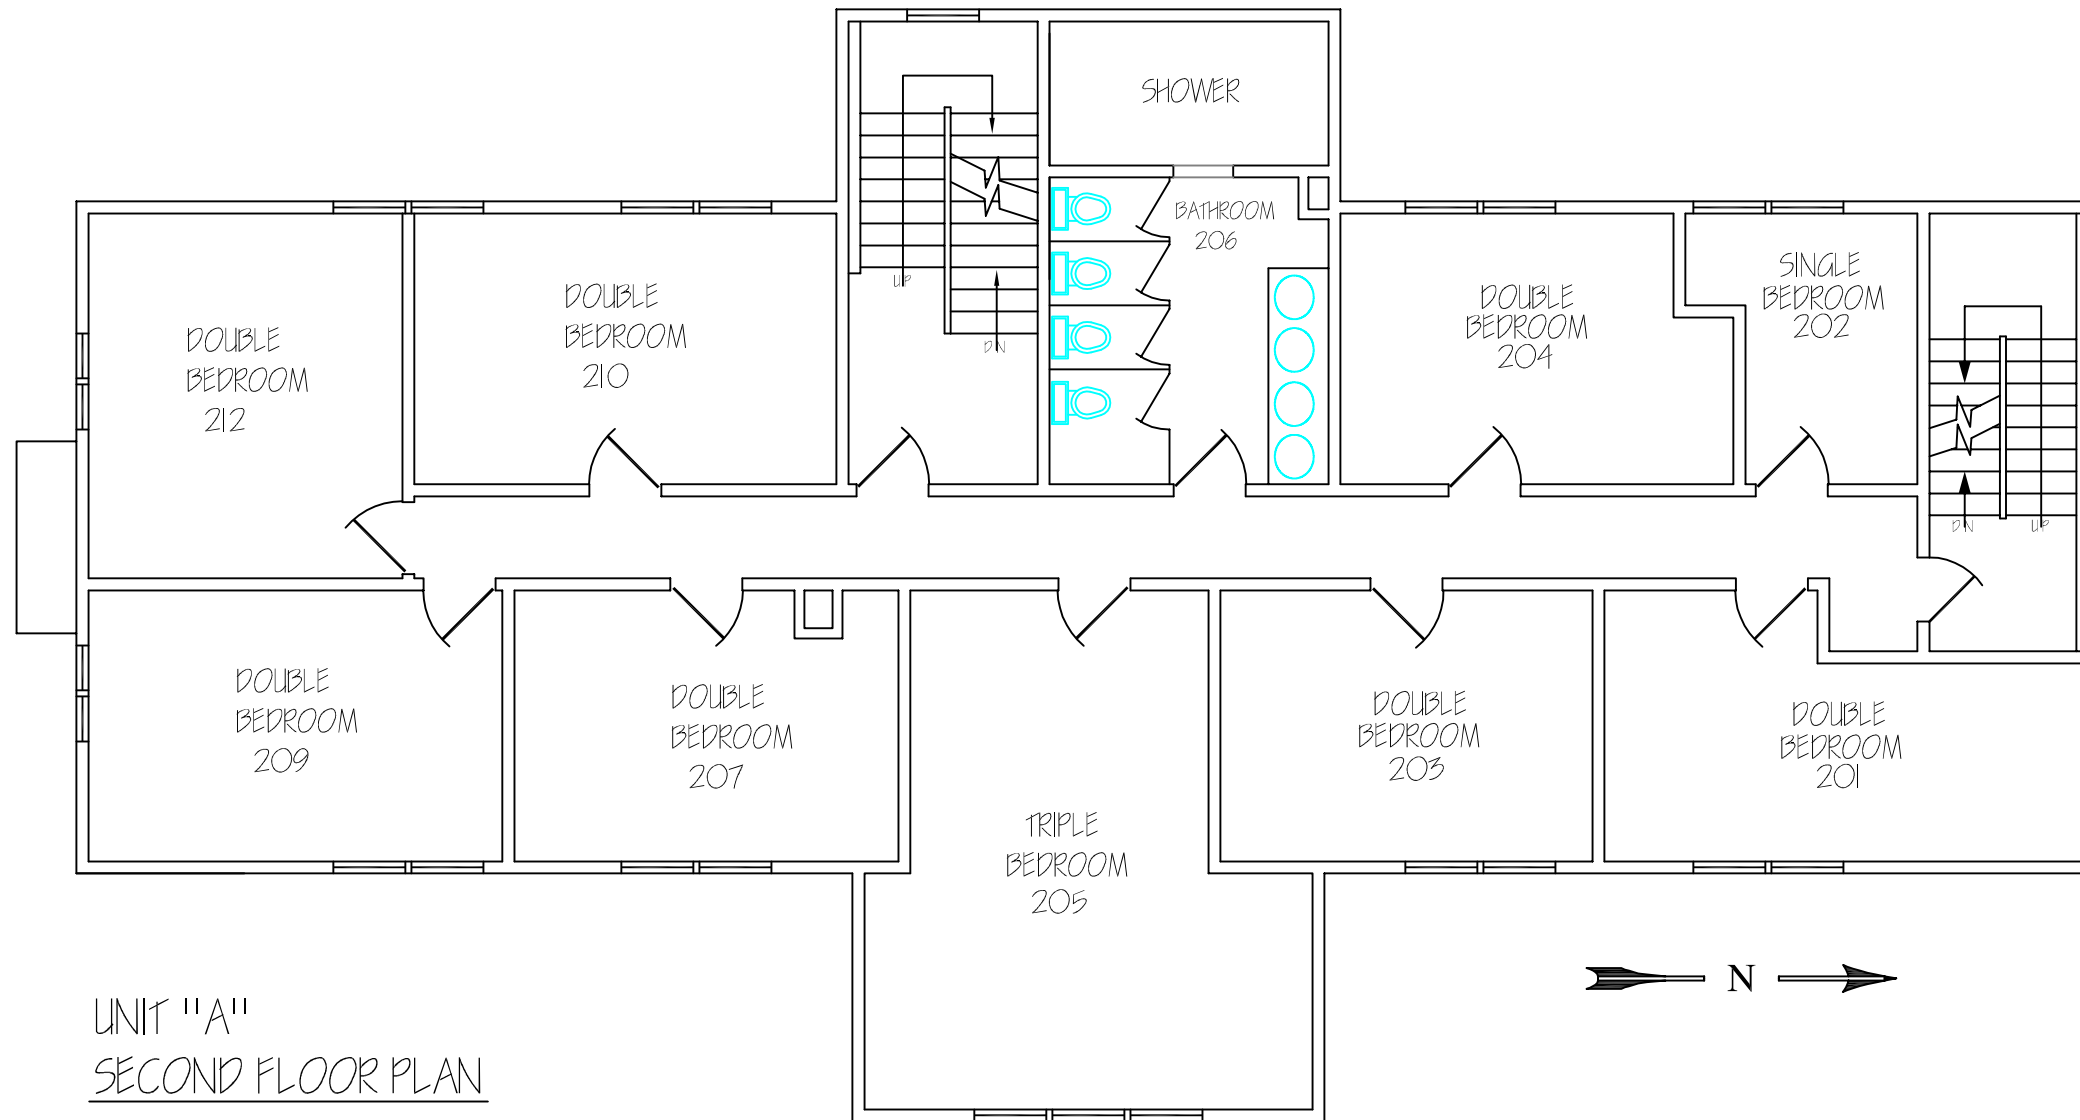 SHOWER
BATHROOM
206
UP
DN
DOUBLE
BEDROOM
212
DOUBLE
BEDROOM
210
DOUBLE
BEDROOM
204
SINGLE
BEDROOM
202
DN
UP
DOUBLE
BEDROOM
209
DOUBLE
BEDROOM
207
TRIPLE
BEDROOM
205
DOUBLE
BEDROOM
203
DOUBLE
BEDROOM
201
N
UNIT "A"
SECOND FLOOR PLAN